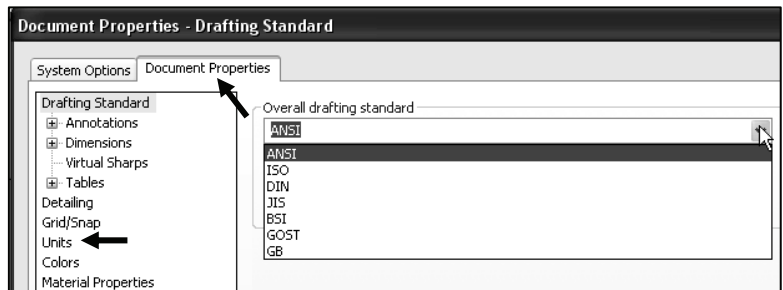 Document Properties - Drafting Standard
System Options
Document Properties
Drafting Standard
Annotations
Dimensions
Virtual Sharps
Tables
Detailing
Grid/Snap
Units
Colors
Material Properties
Overall drafting standard
ANSI
ANSI
ISO
DIN
JIS
BSI
GOST
GB